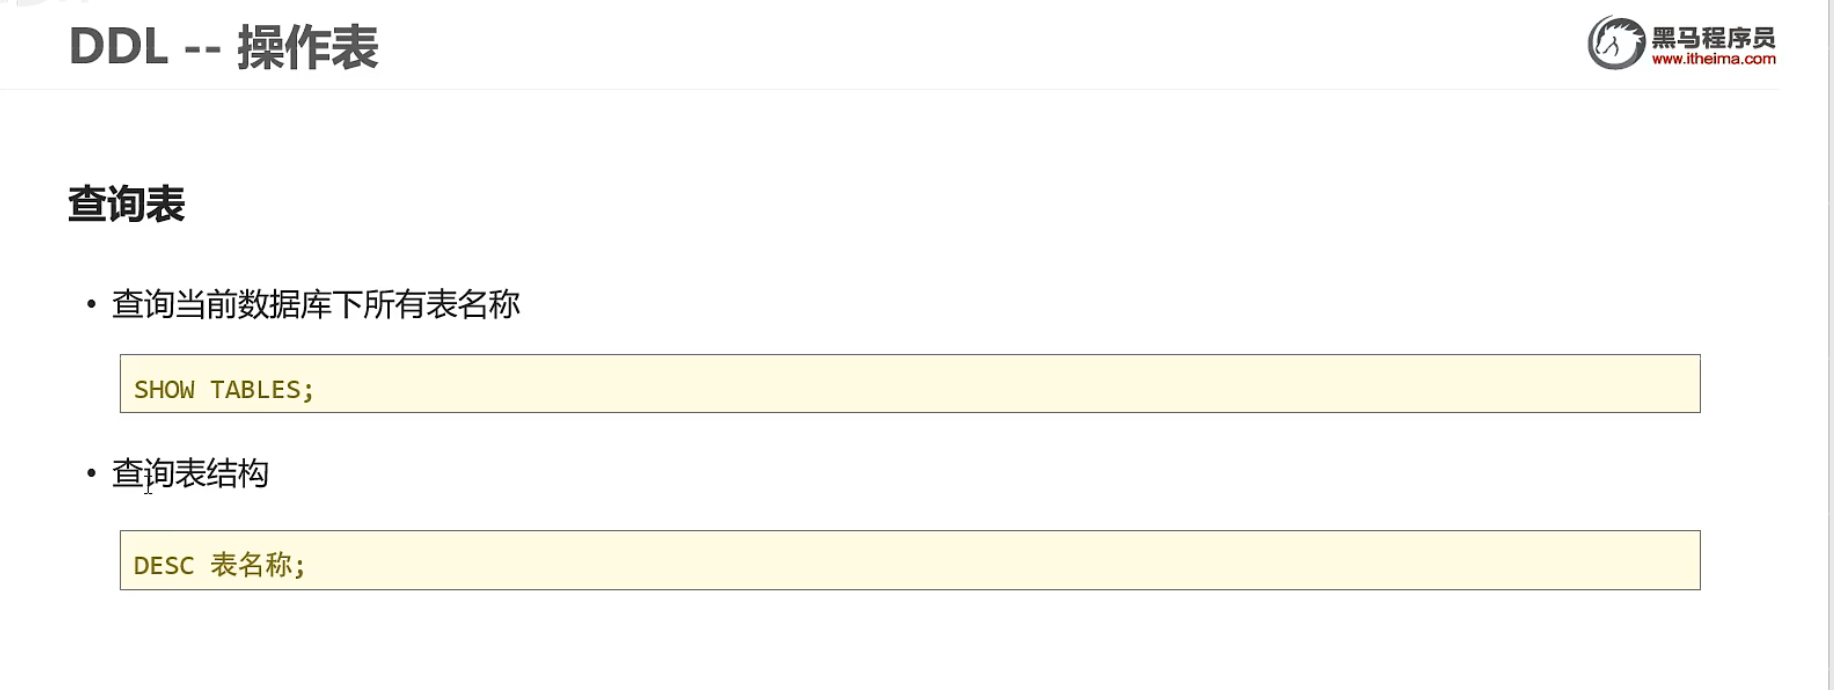 DDL -- 操作表
黑马程序员
www.itheima.com
查询表
• 查询当前数据库下所有表名称
SHOW TABLES;
• 查询表结构
DESC 表名称;